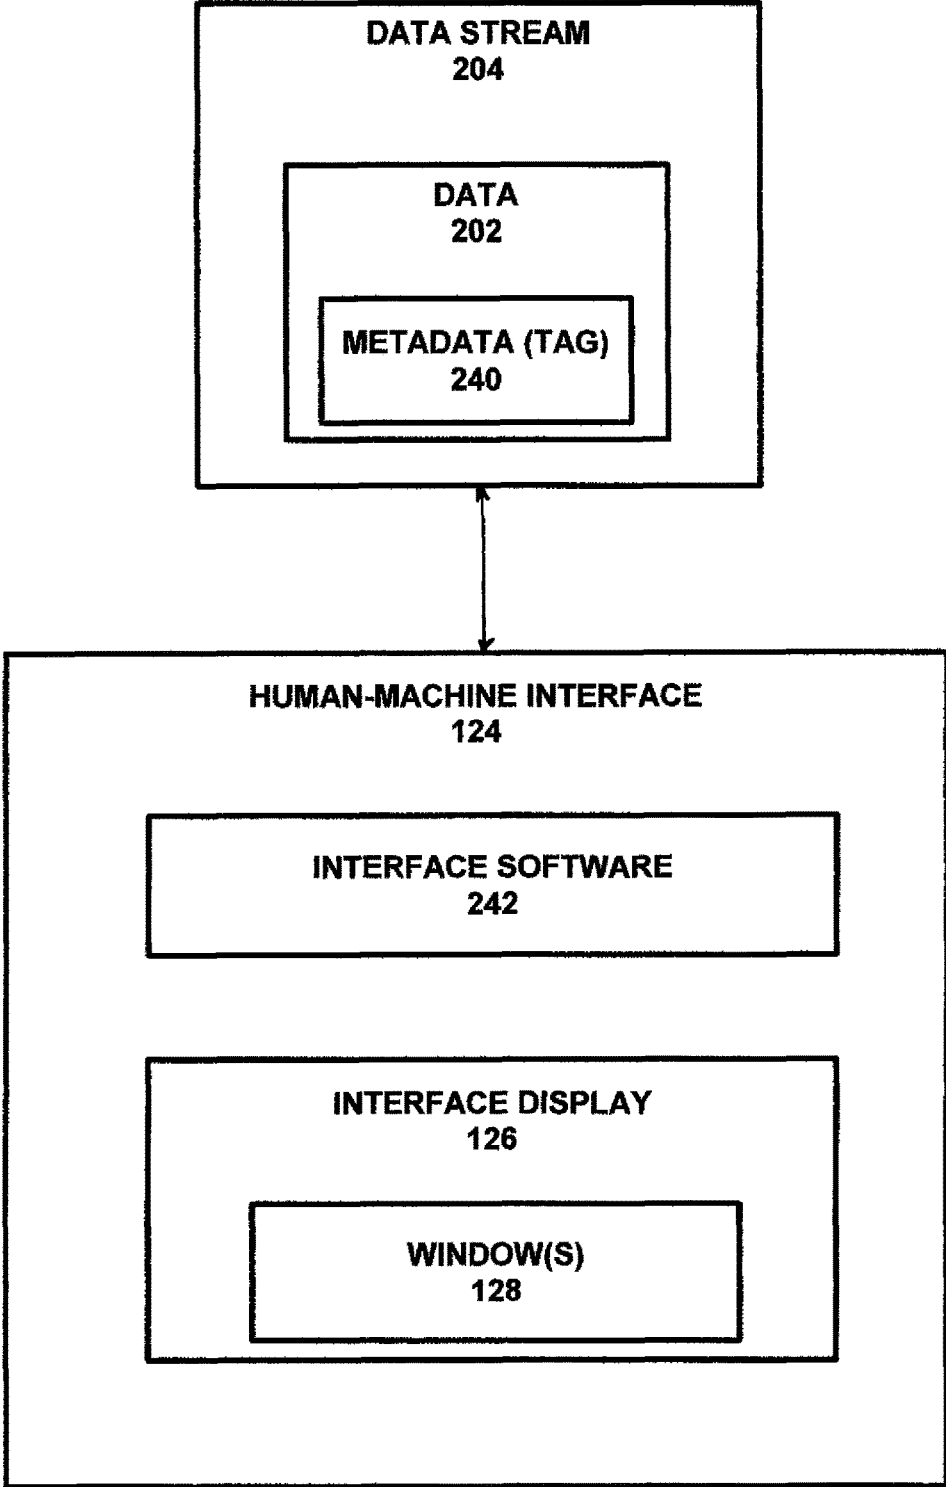 DATA STREAM
204
DATA
202
METADATA (TAG)
240
HUMAN-MACHINE INTERFACE
124
INTERFACE SOFTWARE
242
INTERFACE DISPLAY
126
WINDOW(S)
128